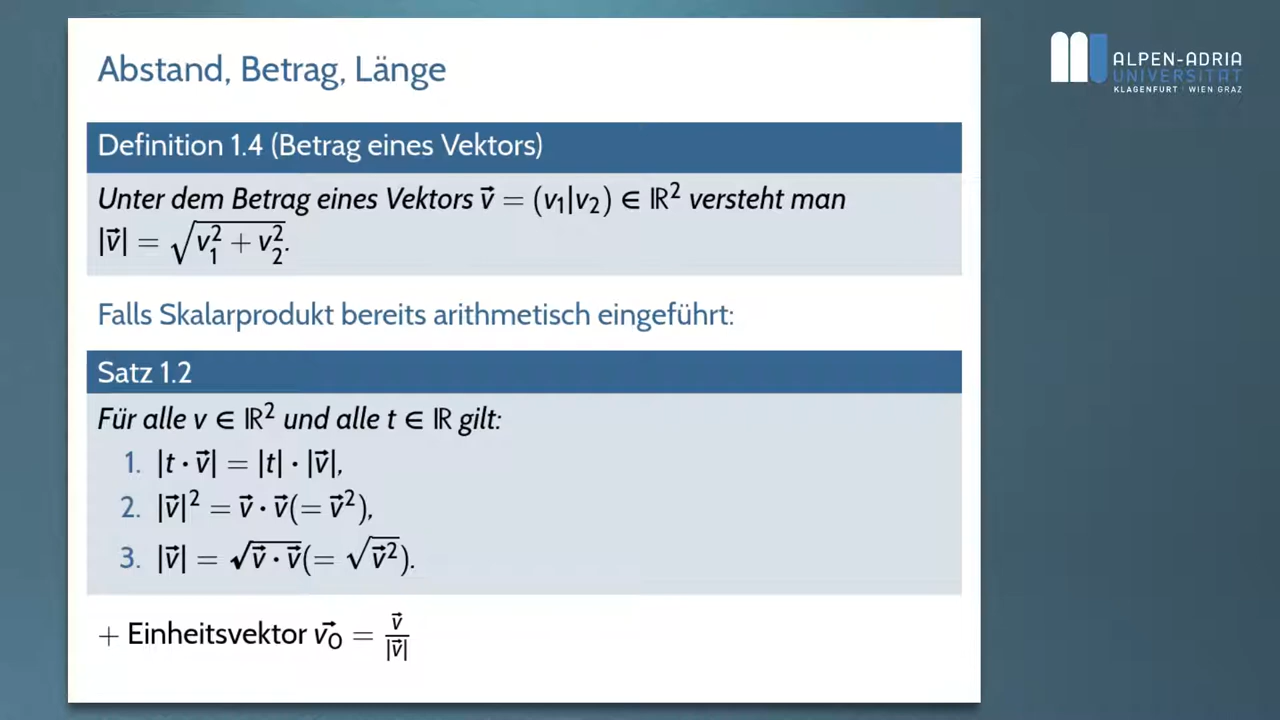 Abstand, Betrag, Länge
ALPEN-ADRIA
UNIVERSITÄT
KLAGENFURT | WIEN GRAZ
Definition 1.4 (Betrag eines Vektors)
Unter dem Betrag eines Vektors v⃗ = (v₁|v₂) ∈ ℝ² versteht man
|v⃗| = √(v₁² + v₂²).
Falls Skalarprodukt bereits arithmetisch eingeführt:
Satz 1.2
Für alle v ∈ ℝ² und alle t ∈ ℝ gilt:
1. |t · v⃗| = |t| · |v⃗|,
2. |v⃗|² = v⃗ · v⃗(= v⃗²),
3. |v⃗| = √(v⃗ · v⃗)(= √(v⃗²)).
+ Einheitsvektor v⃗₀ = v⃗/|v⃗|